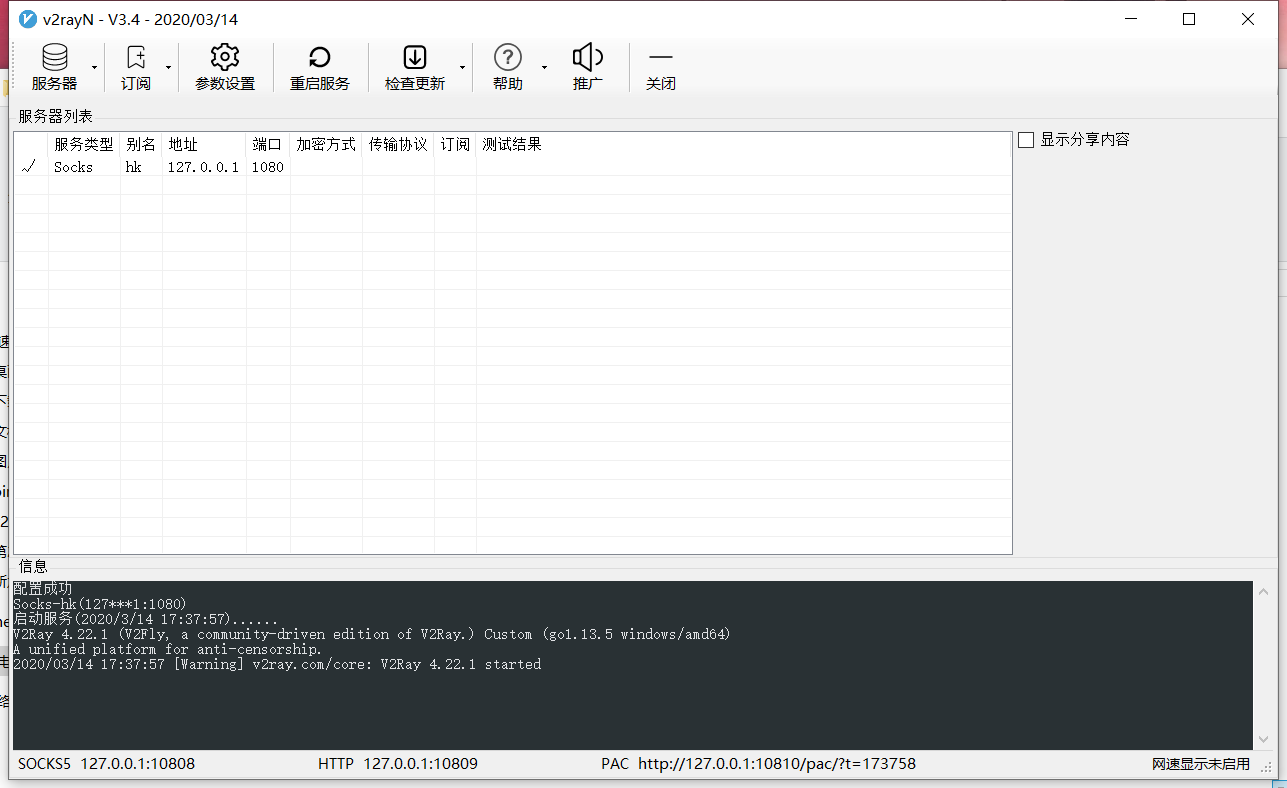 v2rayN - V3.4 - 2020/03/14
服务器 订阅 参数设置 重启服务 检查更新 帮助 推广 关闭
服务器列表
服务类型 别名 地址 端口 加密方式 传输协议 订阅 测试结果
Socks hk 127.0.0.1 1080
显示分享内容
信息
配置成功
Socks-hk(127***1:1080)
启动服务(2020/3/14 17:37:57)......
V2Ray 4.22.1 (V2Fly, a community-driven edition of V2Ray.) Custom (go1.13.5 windows/amd64)
A unified platform for anti-censorship.
2020/03/14 17:37:57 [Warning] v2ray.com/core: V2Ray 4.22.1 started
SOCKS5 127.0.0.1:10808 HTTP 127.0.0.1:10809 PAC http://127.0.0.1:10810/pac/?t=173758 网速显示未启用